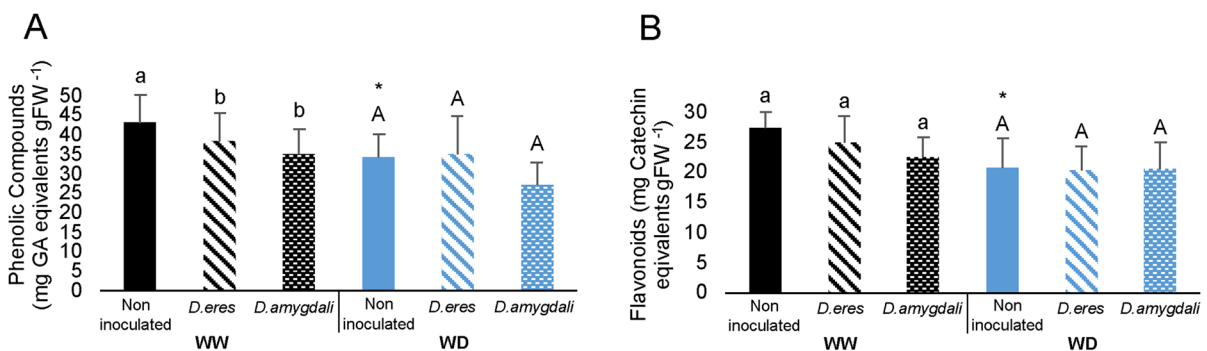 A
Phenolic Compounds
(mg GA eqivalents gFW -1)
50
45
40
35
30
25
20
15
10
5
0
a
b
b
*
A
A
A
Non
inoculated
D.eres
D.amygdali
Non
inoculated
D.eres
D.amygdali
WW
WD
B
Flavonoids (mg Catechin
eqivalents gFW -1)
30
25
20
15
10
5
0
a
a
a
*
A
A
A
Non
inoculated
D.eres
D.amygdali
Non
inoculated
D.eres
D.amygdali
WW
WD